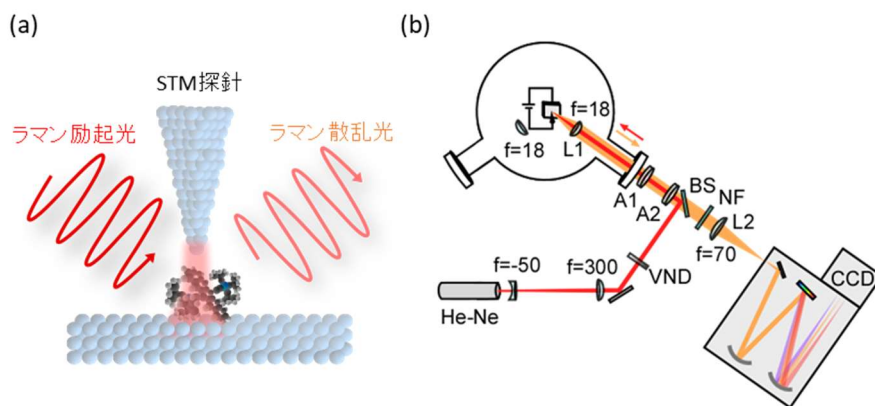 (a)
STM探針
ラマン励起光
ラマン散乱光
(b)
f=18
f=18
L1
A1
A2
BS
NF
L2
f=70
VND
f=-50
f=300
He-Ne
CCD